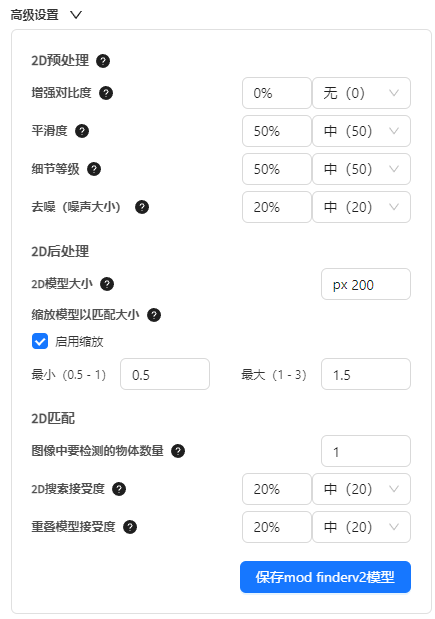 高级设置
2D预处理 ?
增强对比度 ? 0% 无（0）
平滑度 ? 50% 中（50）
细节等级 ? 50% 中（50）
去噪（噪声大小） ? 20% 中（20）
2D后处理
2D模型大小 ? px 200
缩放模型以匹配大小 ?
启用缩放
最小（0.5 - 1） 0.5 最大（1 - 3） 1.5
2D匹配
图像中要检测的物体数量 ? 1
2D搜索接受度 ? 20% 中（20）
重叠模型接受度 ? 20% 中（20）
保存mod finderv2模型